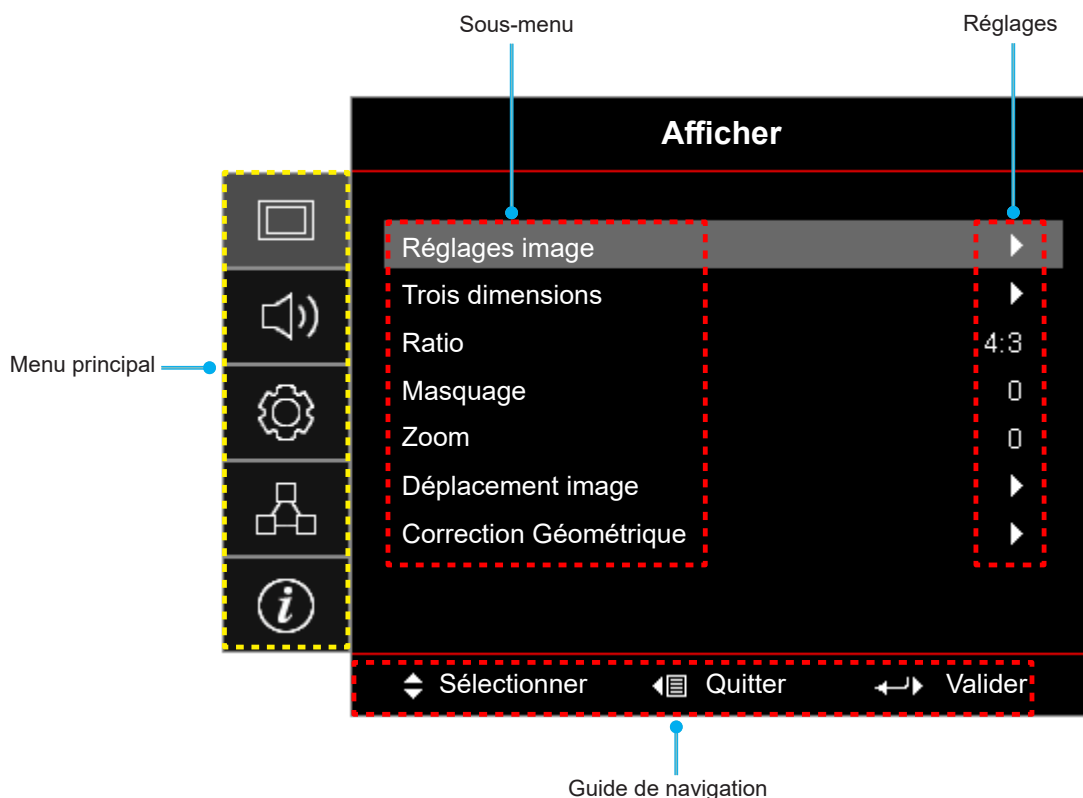 Sous-menu
Réglages
Afficher
Réglages image
Trois dimensions
Ratio 4:3
Menu principal
Masquage 0
Zoom 0
Déplacement image
Correction Géométrique
i
Sélectionner Quitter Valider
Guide de navigation